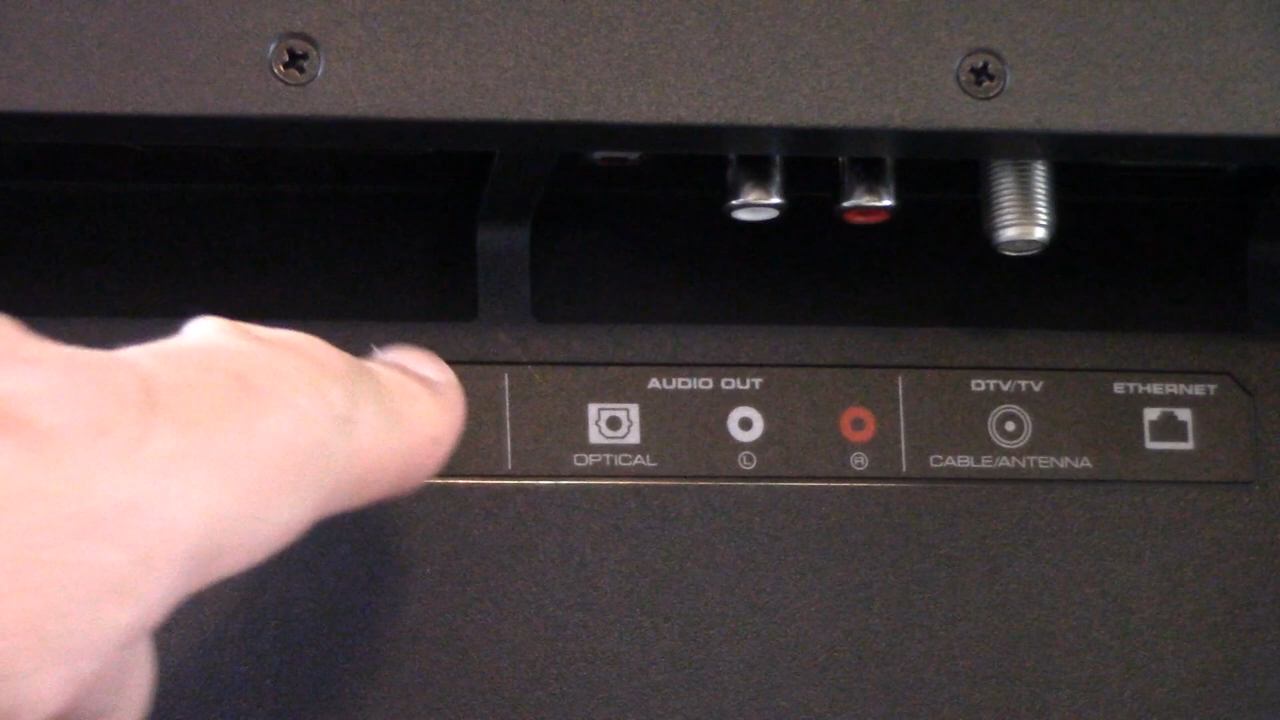 AUDIO OUT
OPTICAL
L
R
DTV/TV
CABLE/ANTENNA
ETHERNET